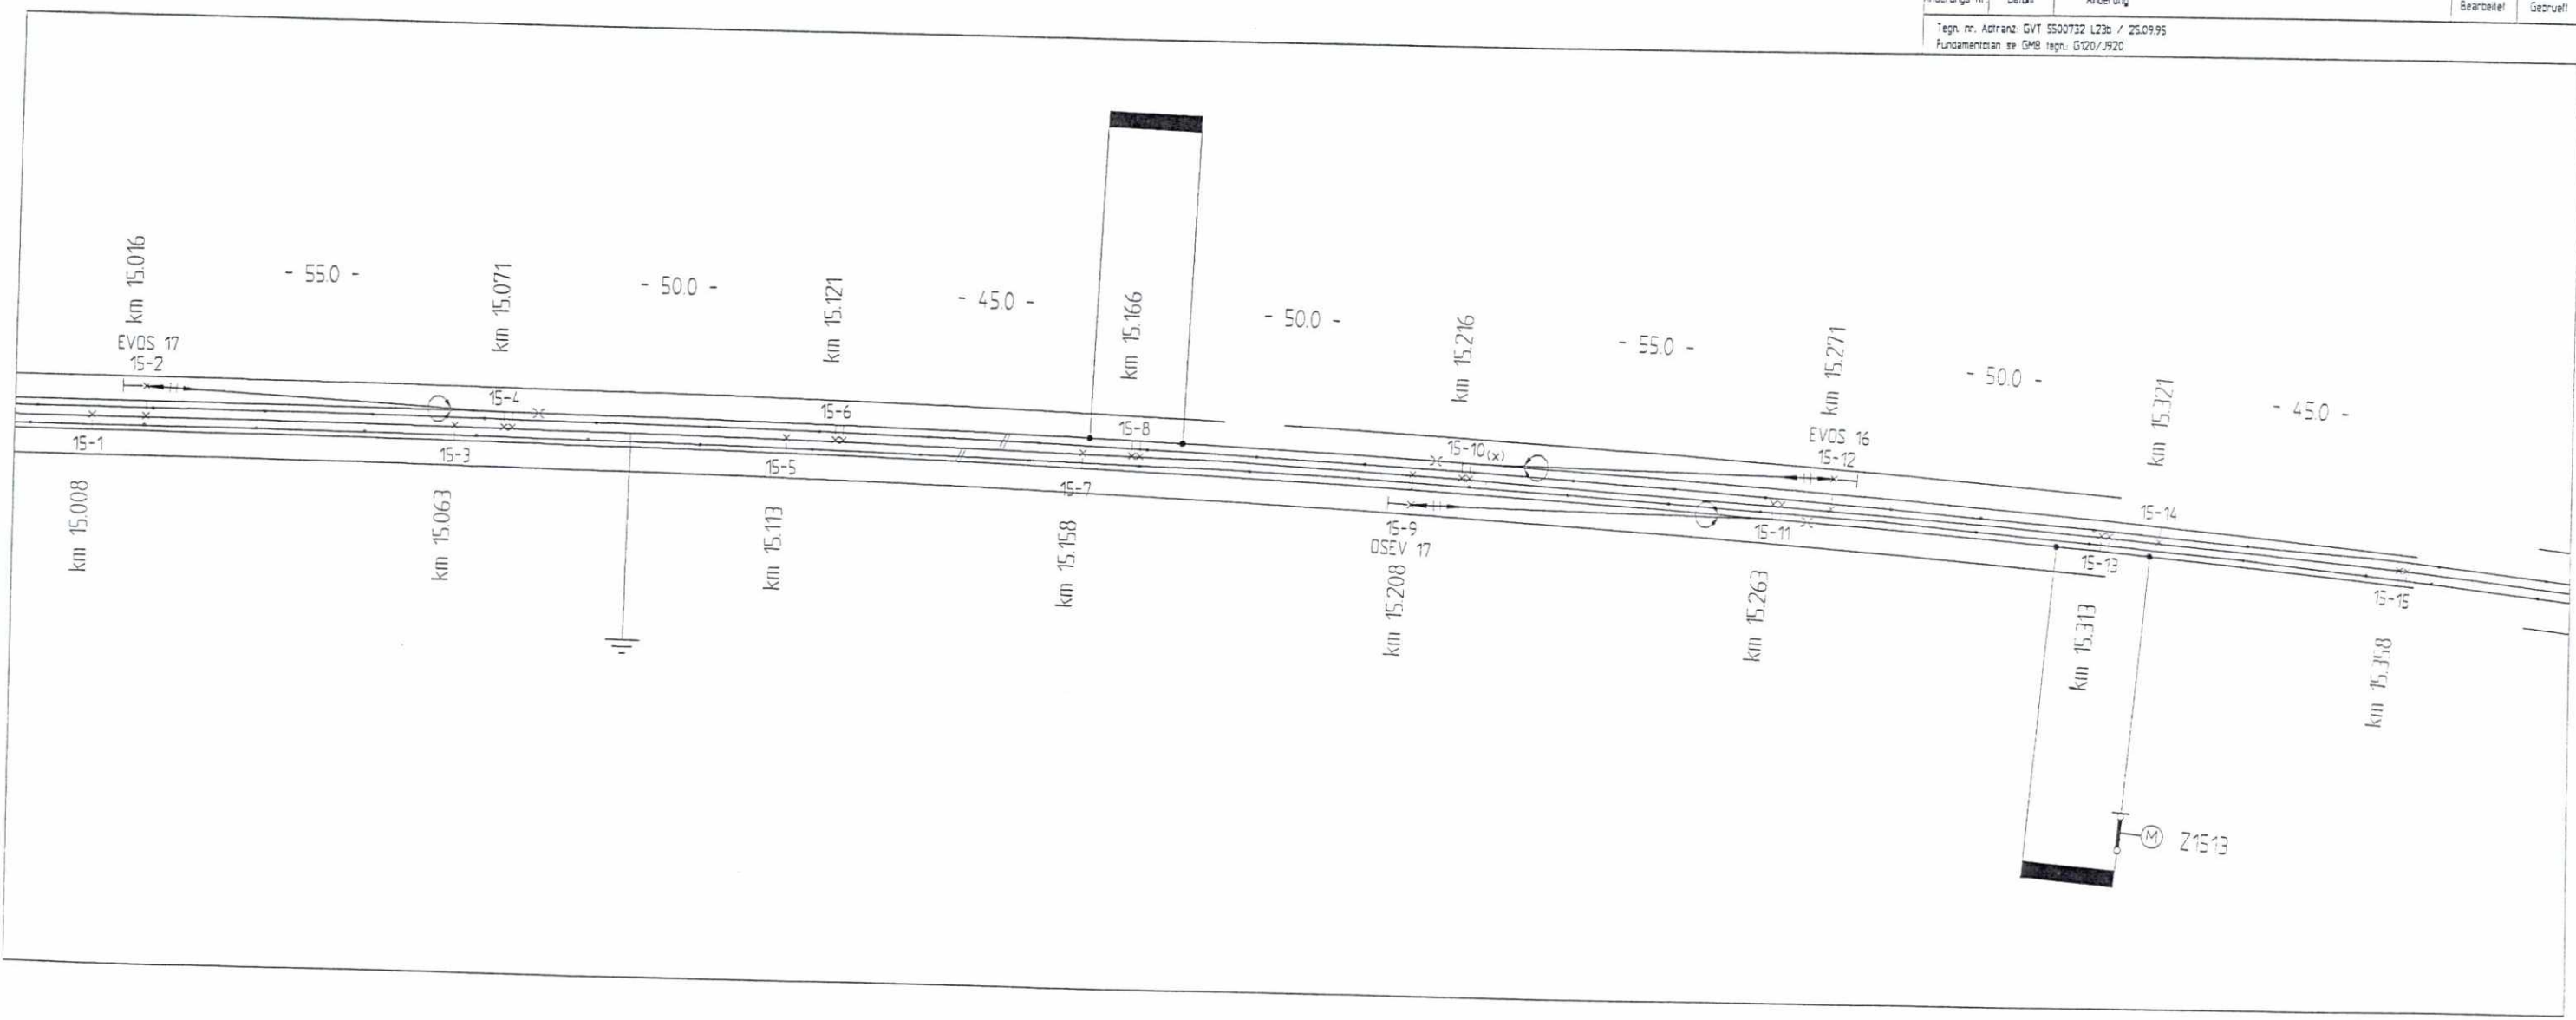 Änderungs Nr. Datum Änderung Bearbeitet Geprueft
Tegn. nr. Adtranz: GVT 5500732 L23b / 25.09.95
Fundamentplan se GMB tegn.: G120/J920
km 15.016
- 55.0 -
km 15.071
- 50.0 -
km 15.121
- 45.0 -
km 15.166
- 50.0 -
km 15.216
- 55.0 -
km 15.271
- 50.0 -
km 15.321
- 45.0 -
EVOS 17
15-2
15-4
15-6
15-8
15-10 (x)
EVOS 16
15-12
15-14
15-1
15-3
15-5
15-7
15-9
OSEV 17
15-11
15-13
15-15
km 15.008
km 15.063
km 15.113
km 15.158
km 15.208
km 15.263
km 15.313
km 15.358
M Z1513